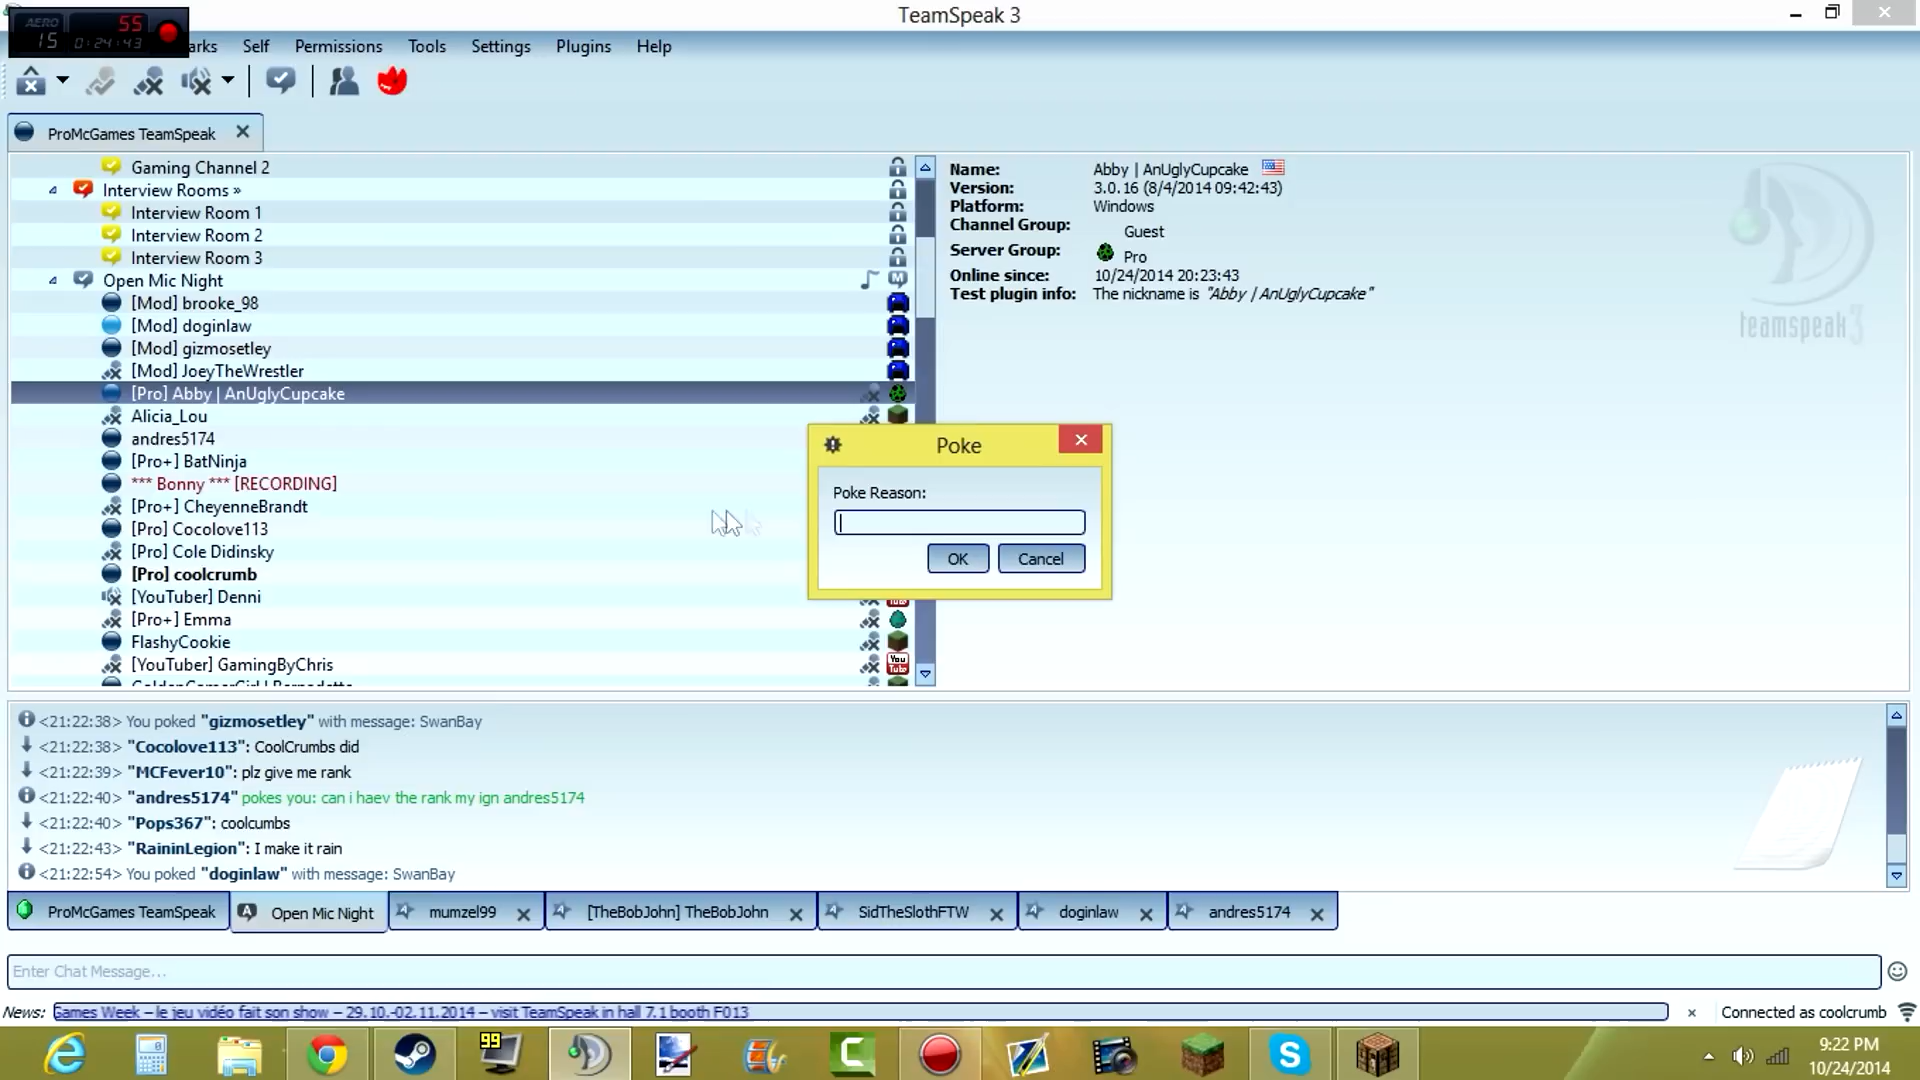 TeamSpeak 3
AERO
15
55
0:24:43
arks Self Permissions Tools Settings Plugins Help
ProMcGames TeamSpeak
Gaming Channel 2
Interview Rooms »
Interview Room 1
Interview Room 2
Interview Room 3
Open Mic Night
[Mod] brooke_98
[Mod] doginlaw
[Mod] gizmosetley
[Mod] JoeyTheWrestler
[Pro] Abby | AnUglyCupcake
Alicia_Lou
andres5174
[Pro+] BatNinja
*** Bonny *** [RECORDING]
[Pro+] CheyenneBrandt
[Pro] Cocolove113
[Pro] Cole Didinsky
[Pro] coolcrumb
[YouTuber] Denni
[Pro+] Emma
FlashyCookie
[YouTuber] GamingByChris
You
Tube
Name: Abby | AnUglyCupcake
Version: 3.0.16 (8/4/2014 09:42:43)
Platform: Windows
Channel Group: Guest
Server Group: Pro
Online since: 10/24/2014 20:23:43
Test plugin info: The nickname is "Abby | AnUglyCupcake"
teamspeak 3
Poke
Poke Reason:
OK Cancel
<21:22:38> You poked "gizmosetley" with message: SwanBay
<21:22:38> "Cocolove113": CoolCrumbs did
<21:22:39> "MCFever10": plz give me rank
<21:22:40> "andres5174" pokes you: can i haev the rank my ign andres5174
<21:22:40> "Pops367": coolcumbs
<21:22:43> "RaininLegion": I make it rain
<21:22:54> You poked "doginlaw" with message: SwanBay
ProMcGames TeamSpeak Open Mic Night mumzel99 [TheBobJohn] TheBobJohn SidTheSlothFTW doginlaw andres5174
Enter Chat Message...
News: Games Week – le jeu vidéo fait son show – 29.10.-02.11.2014 – visit TeamSpeak in hall 7.1 booth F013
Connected as coolcrumb
99
9:22 PM
10/24/2014